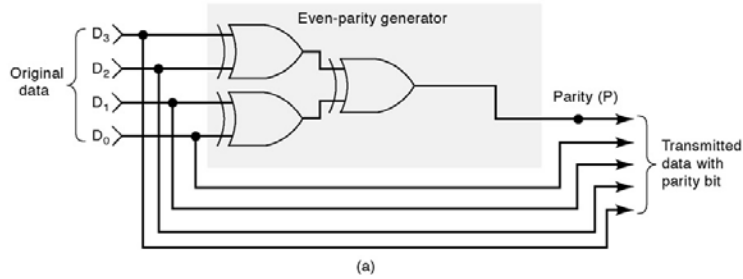 Even-parity generator
Original
data
D₃
D₂
D₁
D₀
Parity (P)
Transmitted
data with
parity bit
(a)